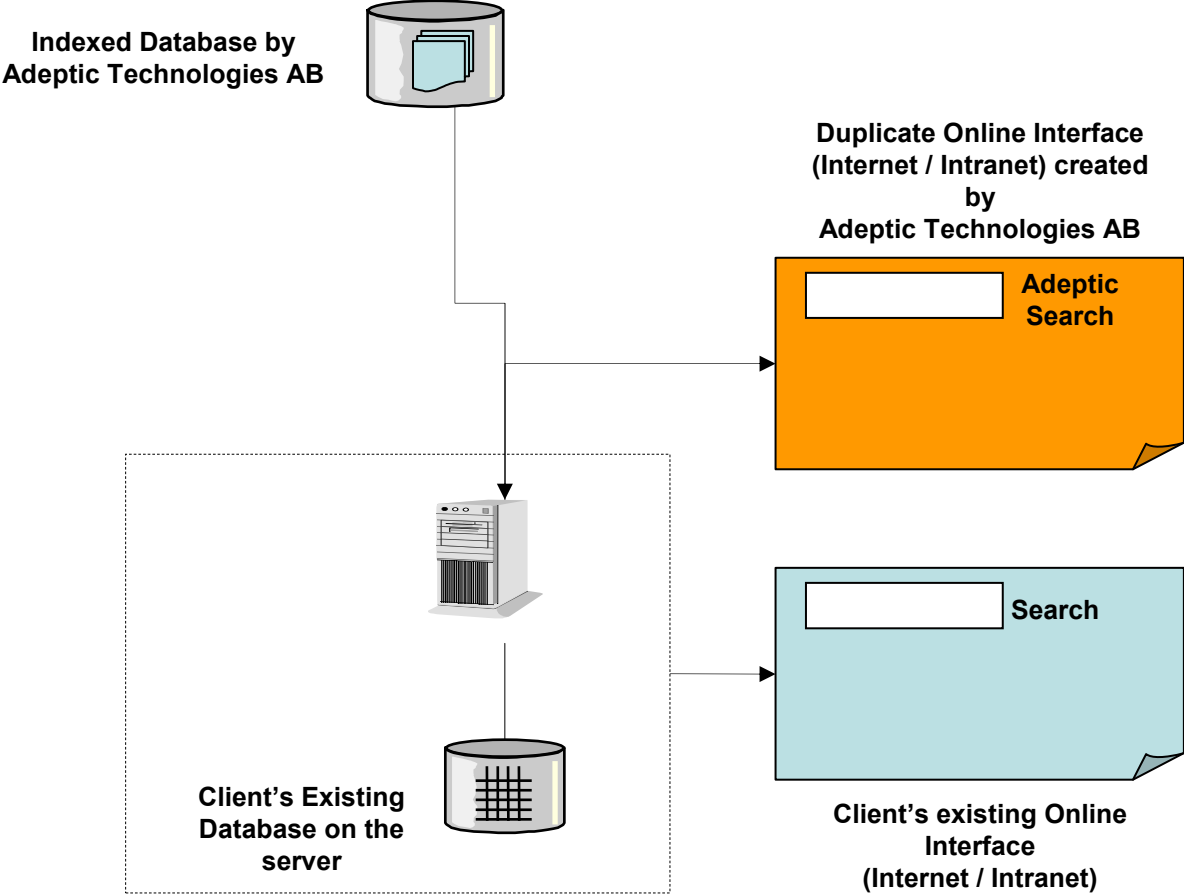 Indexed Database by
Adeptic Technologies AB
Duplicate Online Interface
(Internet / Intranet) created
by
Adeptic Technologies AB
Adeptic
Search
Search
Client’s Existing
Database on the
server
Client’s existing Online
Interface
(Internet / Intranet)